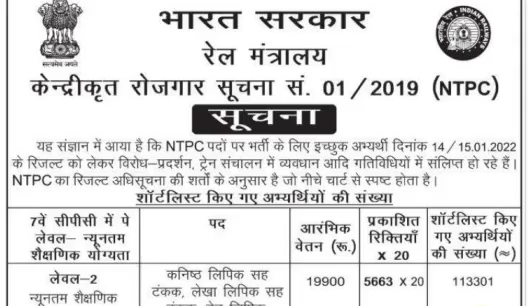 भारत सरकार
रेल मंत्रालय
केन्द्रीकृत रोजगार सूचना सं. 01/2019 (NTPC)
सूचना
यह संज्ञान में आया है कि NTPC पदों पर भर्ती के लिए इच्छुक अभ्यर्थी दिनांक 14/15.01.2022
के रिजल्ट को लेकर विरोध–प्रदर्शन, ट्रेन संचालन में व्यवधान आदि गतिविधियों में संलिप्त हो रहे हैं।
NTPC का रिजल्ट अधिसूचना की शर्तो के अनुसार है जो नीचे चार्ट से स्पष्ट होता है।
शॉर्टलिस्ट किए गए अभ्यर्थियों की संख्या
7वें सीपीसी में पे लेवल– न्यूनतम शैक्षणिक योग्यता
पद
आरंमिक वेतन (रू.)
प्रकाशित रिक्तियाँ x 20
शॉर्टलिस्ट किए गए अभ्यर्थियों की संख्या (≈)
लेवल–2
न्यूनतम शैक्षणिक
कनिष्ठ लिपिक सह
टंकक, लेखा लिपिक सह
19900
5663 X 20
113301